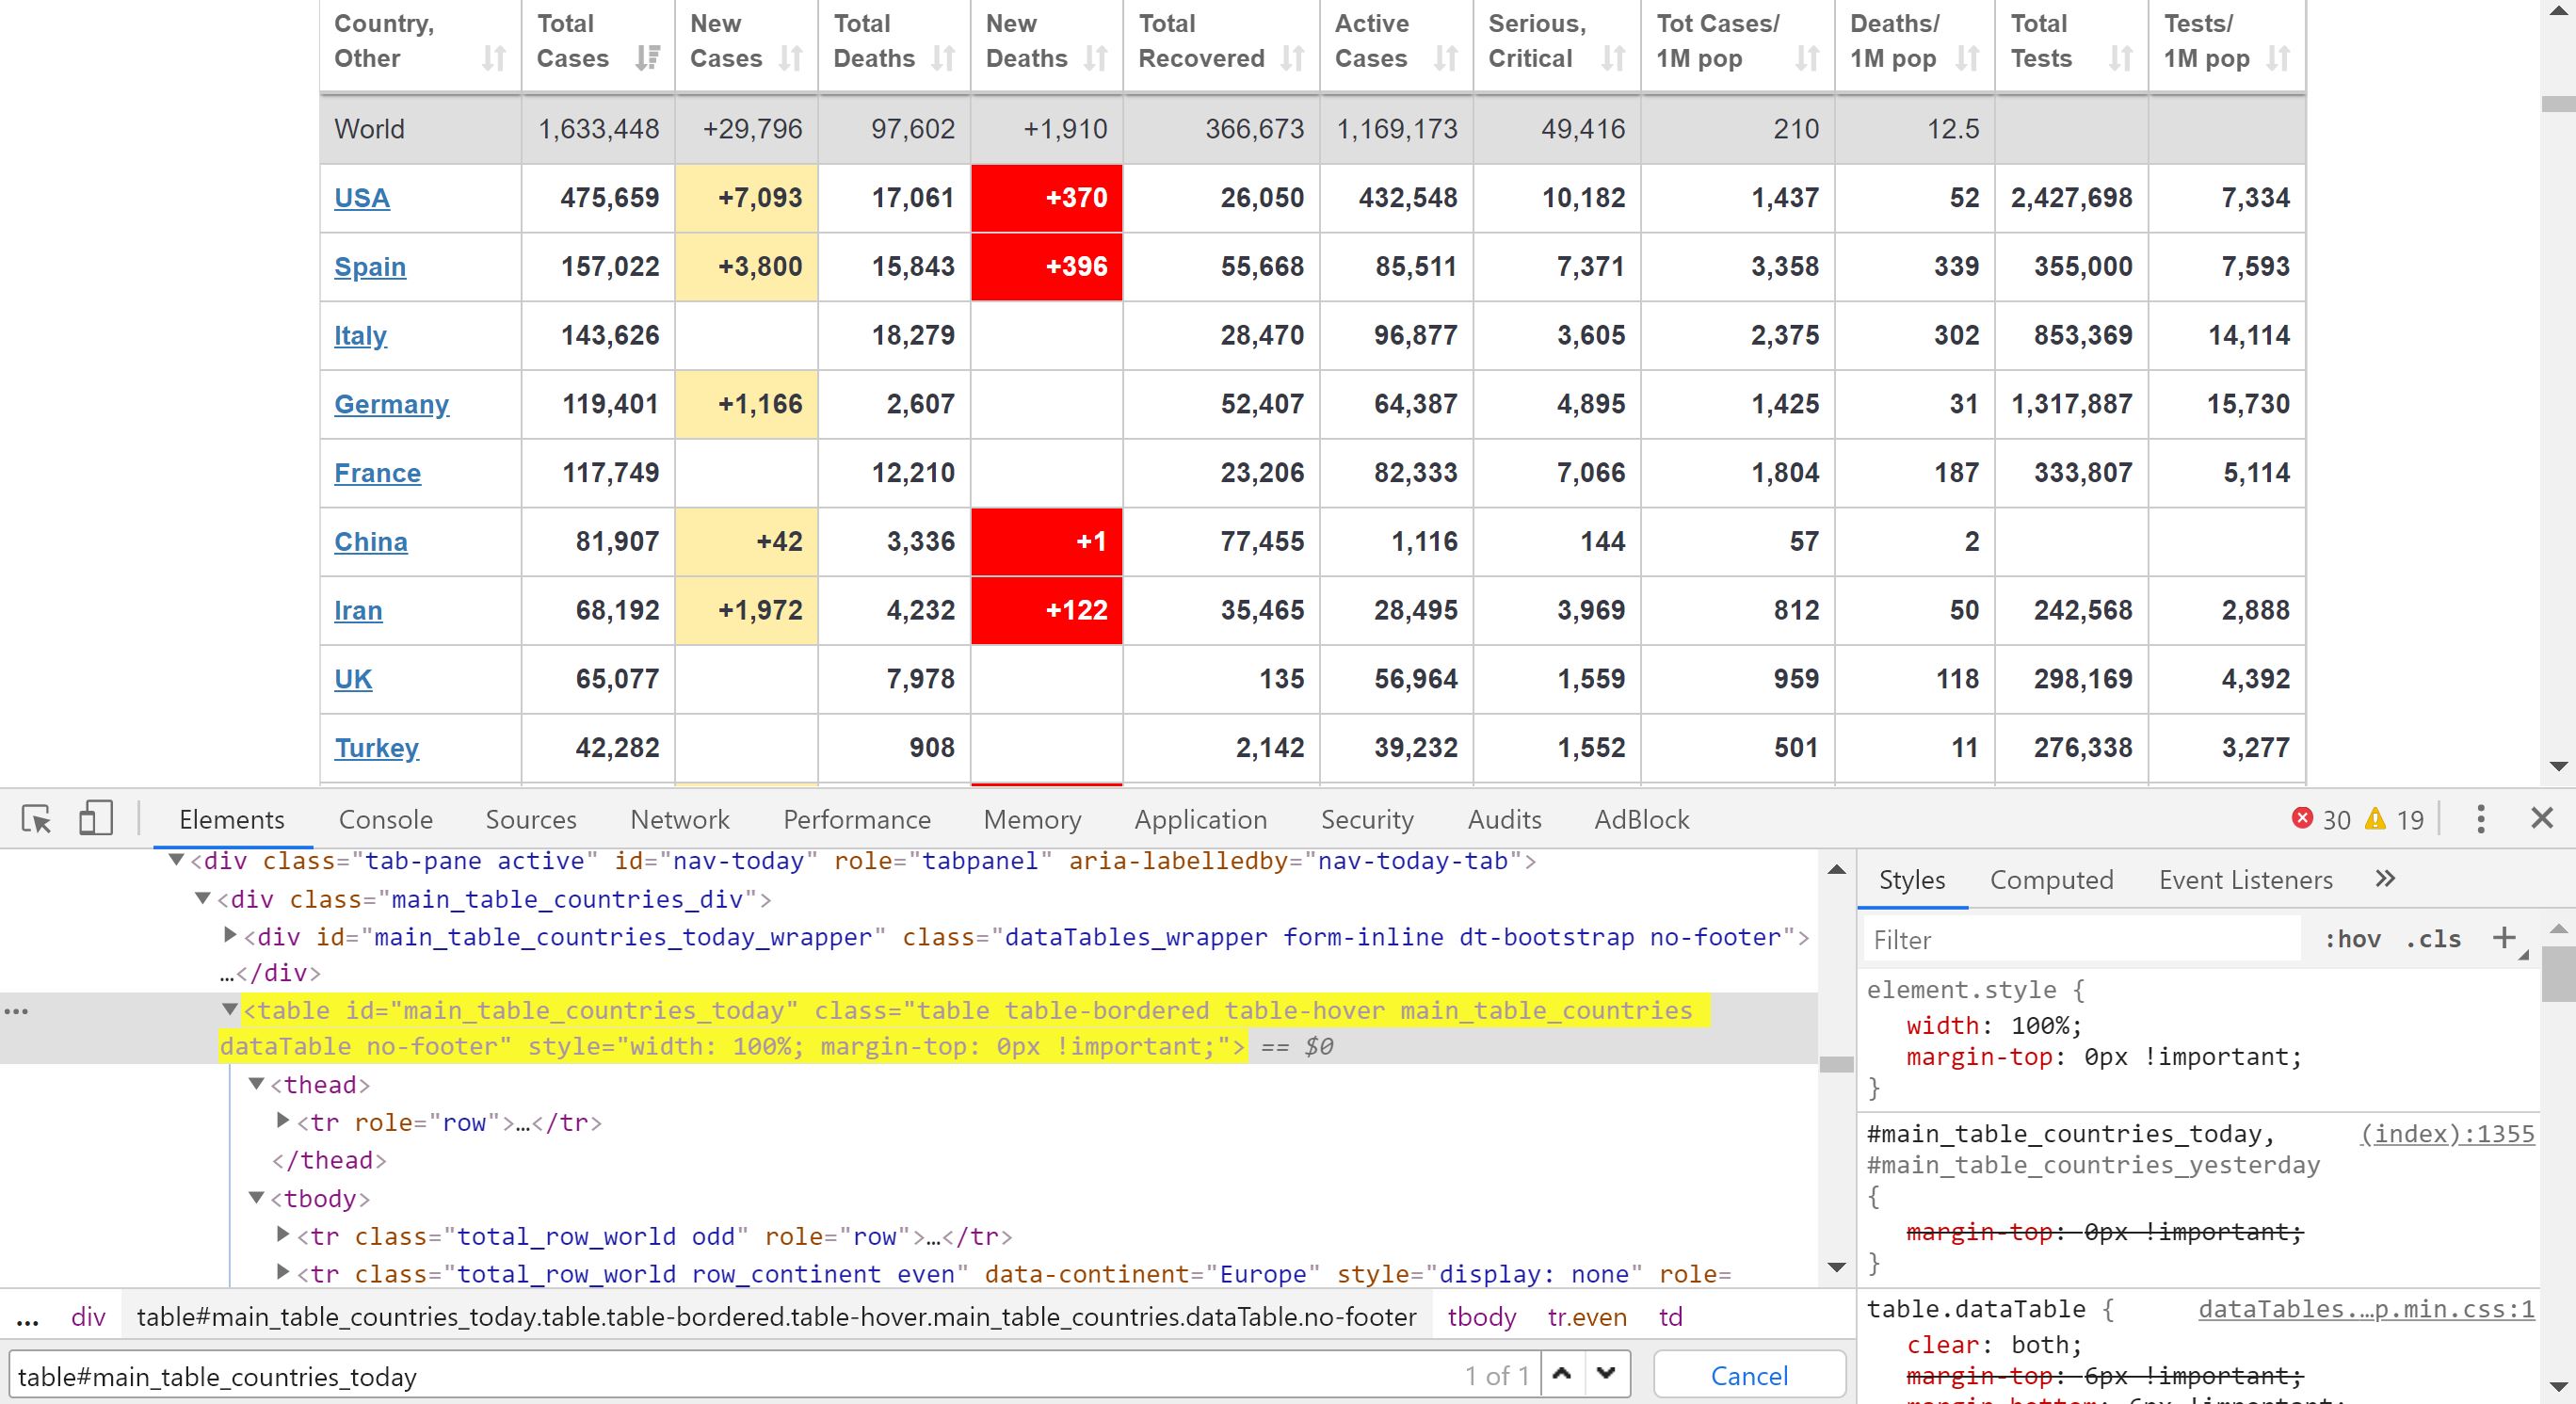 Country, Other Total Cases New Cases Total Deaths New Deaths Total Recovered Active Cases Serious, Critical Tot Cases/ 1M pop Deaths/ 1M pop Total Tests Tests/ 1M pop
World 1,633,448 +29,796 97,602 +1,910 366,673 1,169,173 49,416 210 12.5
USA 475,659 +7,093 17,061 +370 26,050 432,548 10,182 1,437 52 2,427,698 7,334
Spain 157,022 +3,800 15,843 +396 55,668 85,511 7,371 3,358 339 355,000 7,593
Italy 143,626 18,279 28,470 96,877 3,605 2,375 302 853,369 14,114
Germany 119,401 +1,166 2,607 52,407 64,387 4,895 1,425 31 1,317,887 15,730
France 117,749 12,210 23,206 82,333 7,066 1,804 187 333,807 5,114
China 81,907 +42 3,336 +1 77,455 1,116 144 57 2
Iran 68,192 +1,972 4,232 +122 35,465 28,495 3,969 812 50 242,568 2,888
UK 65,077 7,978 135 56,964 1,559 959 118 298,169 4,392
Turkey 42,282 908 2,142 39,232 1,552 501 11 276,338 3,277
Elements Console Sources Network Performance Memory Application Security Audits AdBlock 30 19
<div class="tab-pane active" id="nav-today" role="tabpanel" aria-labelledby="nav-today-tab">
<div class="main_table_countries_div">
<div id="main_table_countries_today_wrapper" class="dataTables_wrapper form-inline dt-bootstrap no-footer">
…</div>
<table id="main_table_countries_today" class="table table-bordered table-hover main_table_countries
dataTable no-footer" style="width: 100%; margin-top: 0px !important;"> == $0
<thead>
<tr role="row">…</tr>
</thead>
<tbody>
<tr class="total_row_world odd" role="row">…</tr>
<tr class="total_row_world row_continent even" data-continent="Europe" style="display: none" role=
... div table#main_table_countries_today.table.table-bordered.table-hover.main_table_countries.dataTable.no-footer tbody tr.even td
table#main_table_countries_today 1 of 1 Cancel
Styles Computed Event Listeners
Filter :hov .cls +
element.style {
width: 100%;
margin-top: 0px !important;
}
#main_table_countries_today, (index):1355
#main_table_countries_yesterday
{
margin-top: 0px !important;
}
table.dataTable { dataTables.…p.min.css:1
clear: both;
margin-top: 6px !important;
margin-bottom: 6px !important;